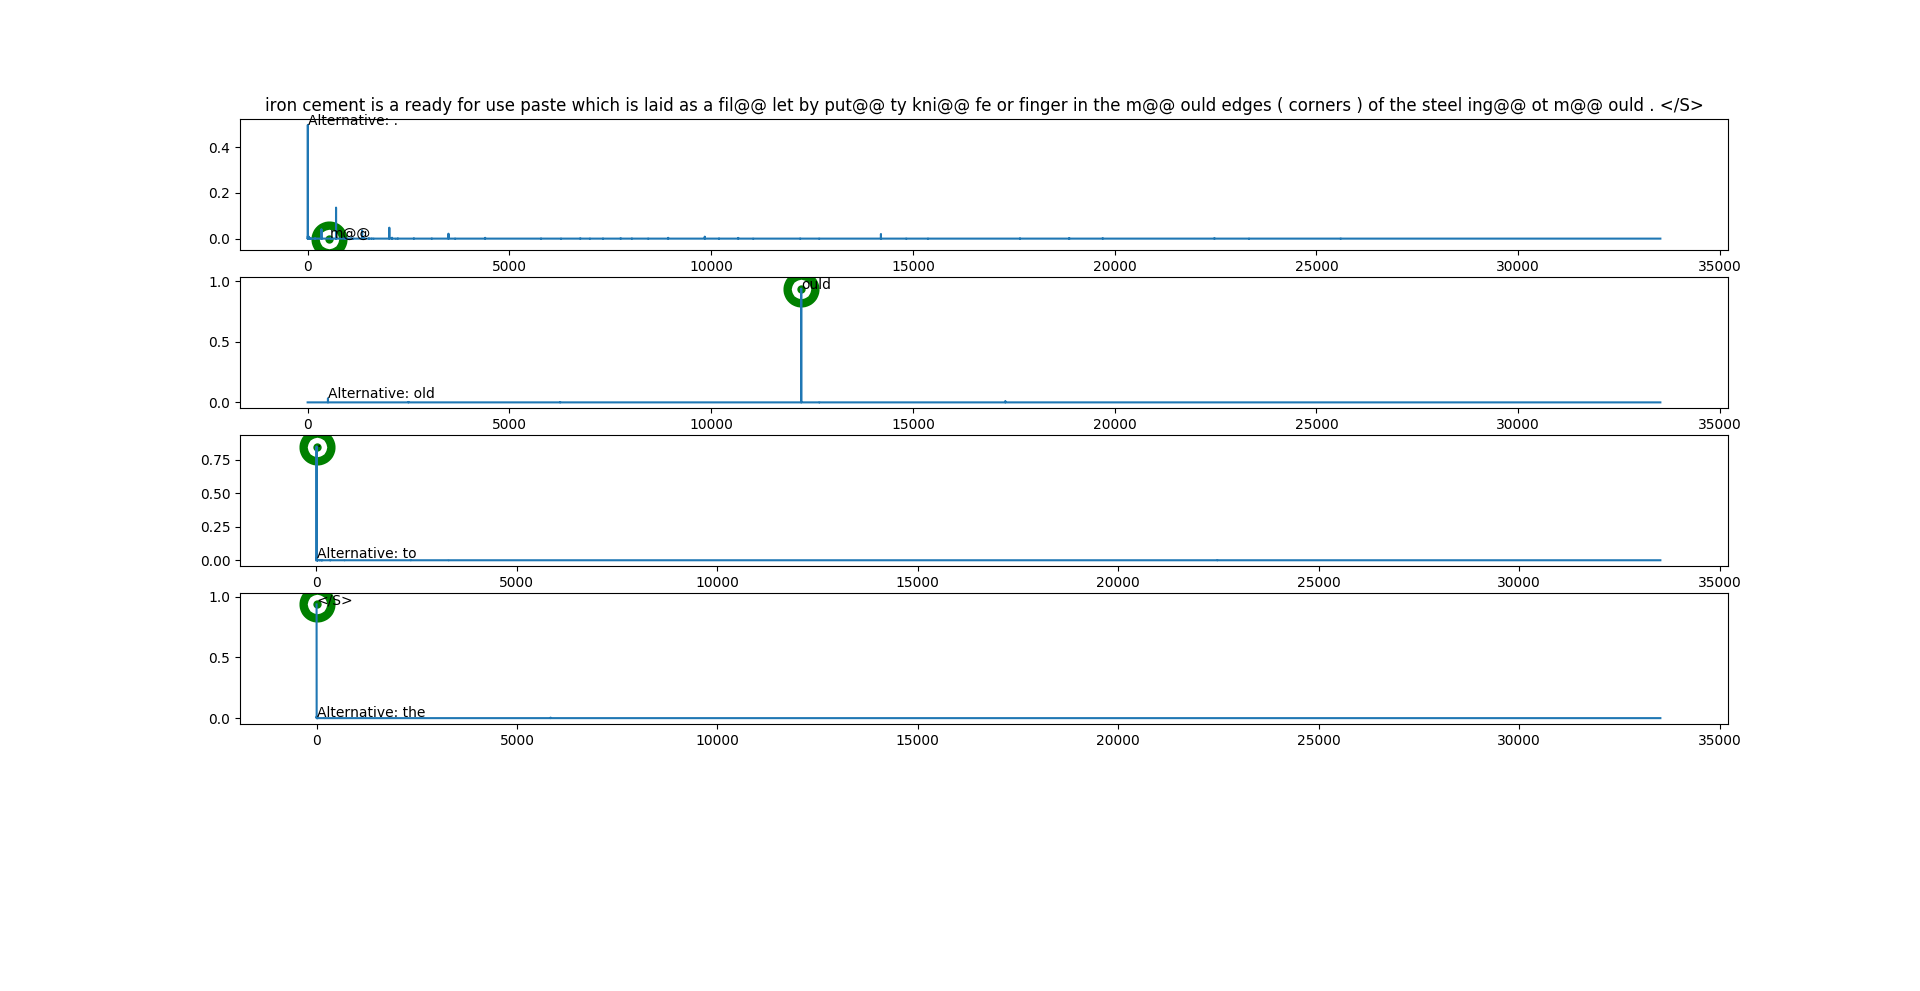 iron cement is a ready for use paste which is laid as a fil@@ let by put@@ ty kni@@ fe or finger in the m@@ ould edges ( corners ) of the steel ing@@ ot m@@ ould . </S>
Alternative: .
0.4
0.2
m@@
0.0
0 5000 10000 15000 20000 25000 30000 35000
1.0
ould
0.5
Alternative: old
0.0
0 5000 10000 15000 20000 25000 30000 35000
0.75
0.50
0.25
Alternative: to
0.00
0 5000 10000 15000 20000 25000 30000 35000
1.0
</S>
0.5
Alternative: the
0.0
0 5000 10000 15000 20000 25000 30000 35000